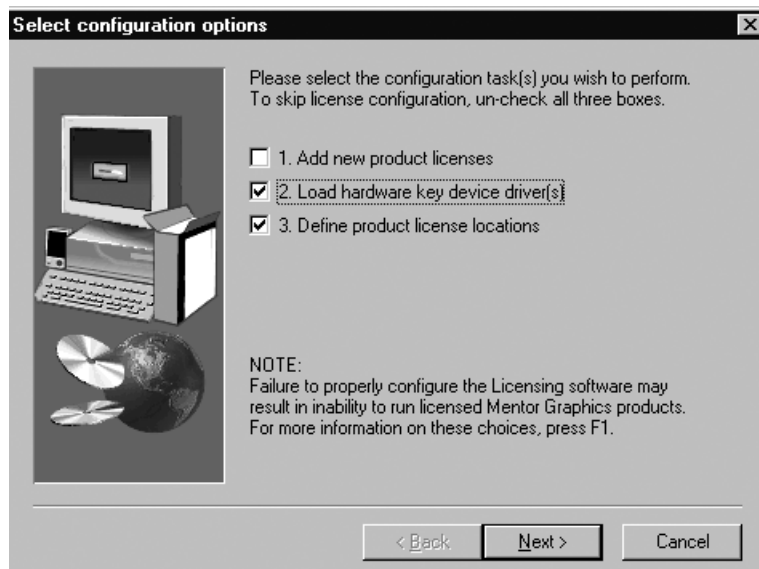 Select configuration options
Please select the configuration task(s) you wish to perform.
To skip license configuration, un-check all three boxes.
1. Add new product licenses
2. Load hardware key device driver(s)
3. Define product license locations
NOTE:
Failure to properly configure the Licensing software may
result in inability to run licensed Mentor Graphics products.
For more information on these choices, press F1.
< Back
Next >
Cancel